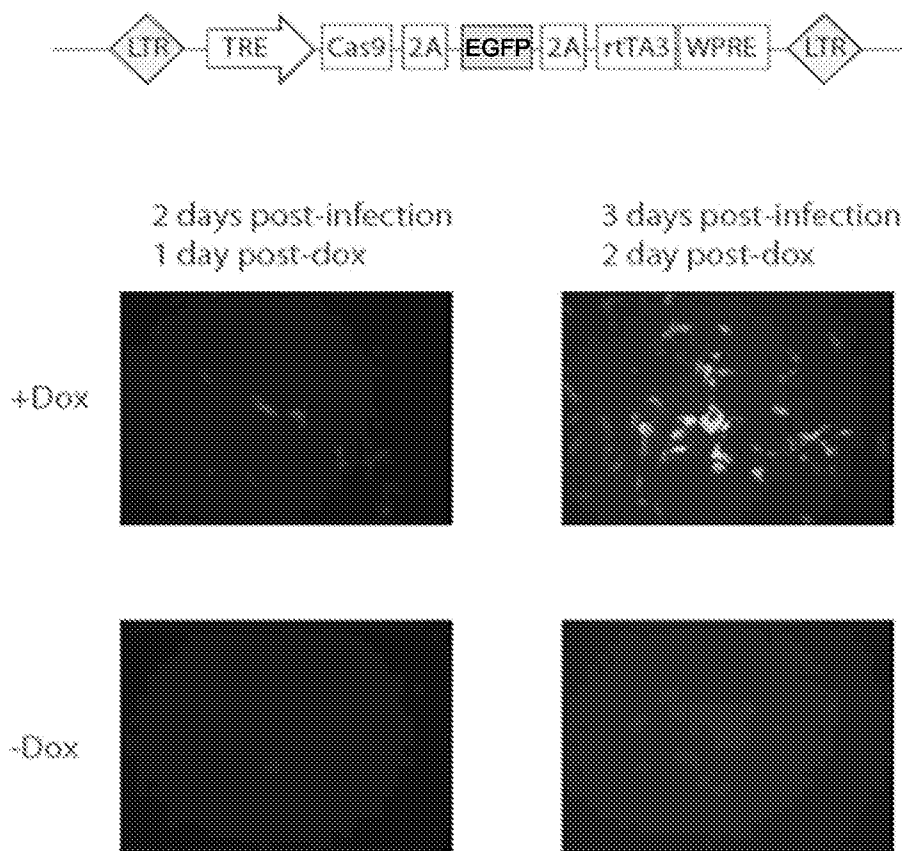 LTR TRE Cas9 2A EGFP 2A rtTA3 WPRE LTR
2 days post-infection
1 day post-dox
3 days post-infection
2 day post-dox
+Dox
-Dox